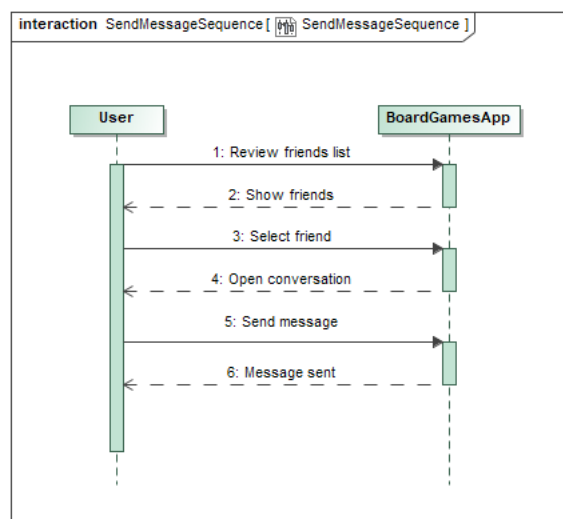 interaction SendMessageSequence [ SendMessageSequence ]
User
BoardGamesApp
1: Review friends list
2: Show friends
3: Select friend
4: Open conversation
5: Send message
6: Message sent